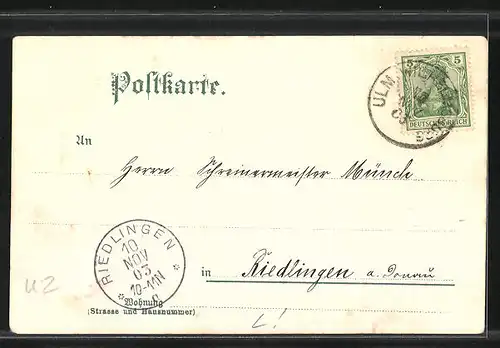 5 5
DEUTSCHES REICH
ULM
Postkarte.
An
Herrn Schreinermeister Münch
RIEDLINGEN
10
NOV
03
10-11N
in Riedlingen a. Donau
Wohnung
(Strasse und Hausnummer)